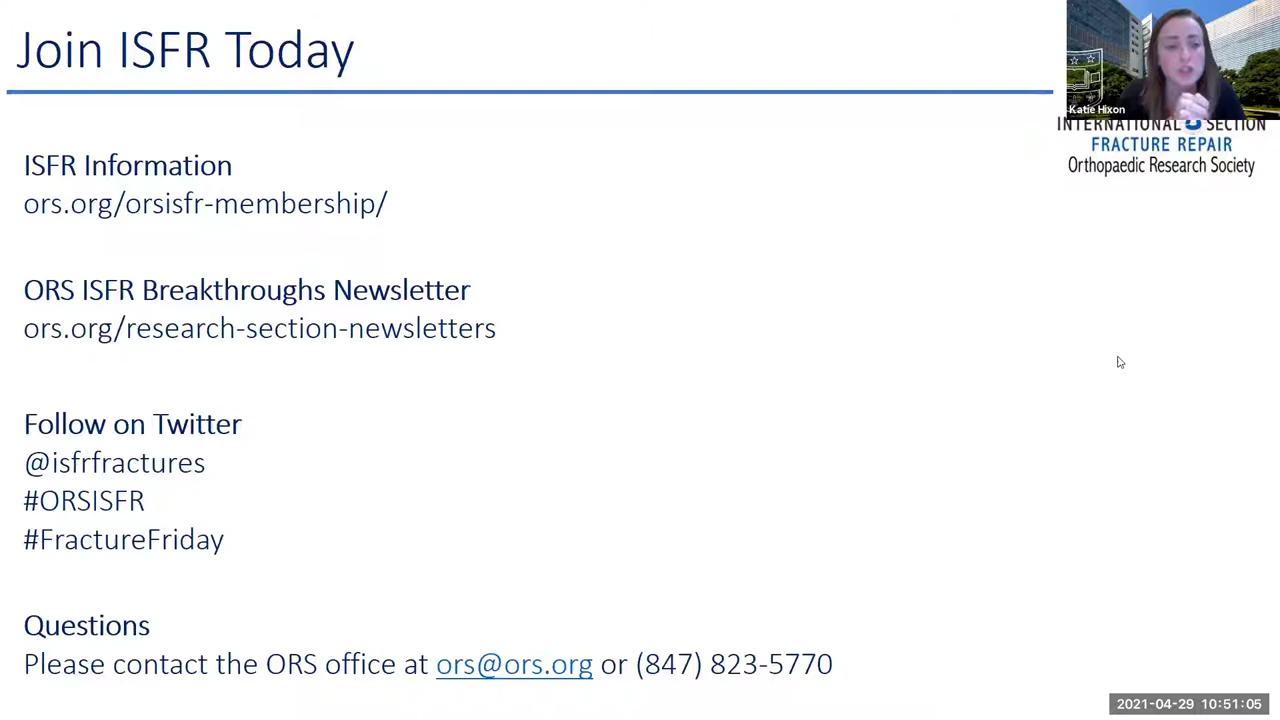 Join ISFR Today
Katie Hixon
INTERNATIONAL SECTION
FRACTURE REPAIR
Orthopaedic Research Society
ISFR Information
ors.org/orsisfr-membership/
ORS ISFR Breakthroughs Newsletter
ors.org/research-section-newsletters
Follow on Twitter
@isfrfractures
#ORSISFR
#FractureFriday
Questions
Please contact the ORS office at ors@ors.org or (847) 823-5770
2021-04-29 10:51:05